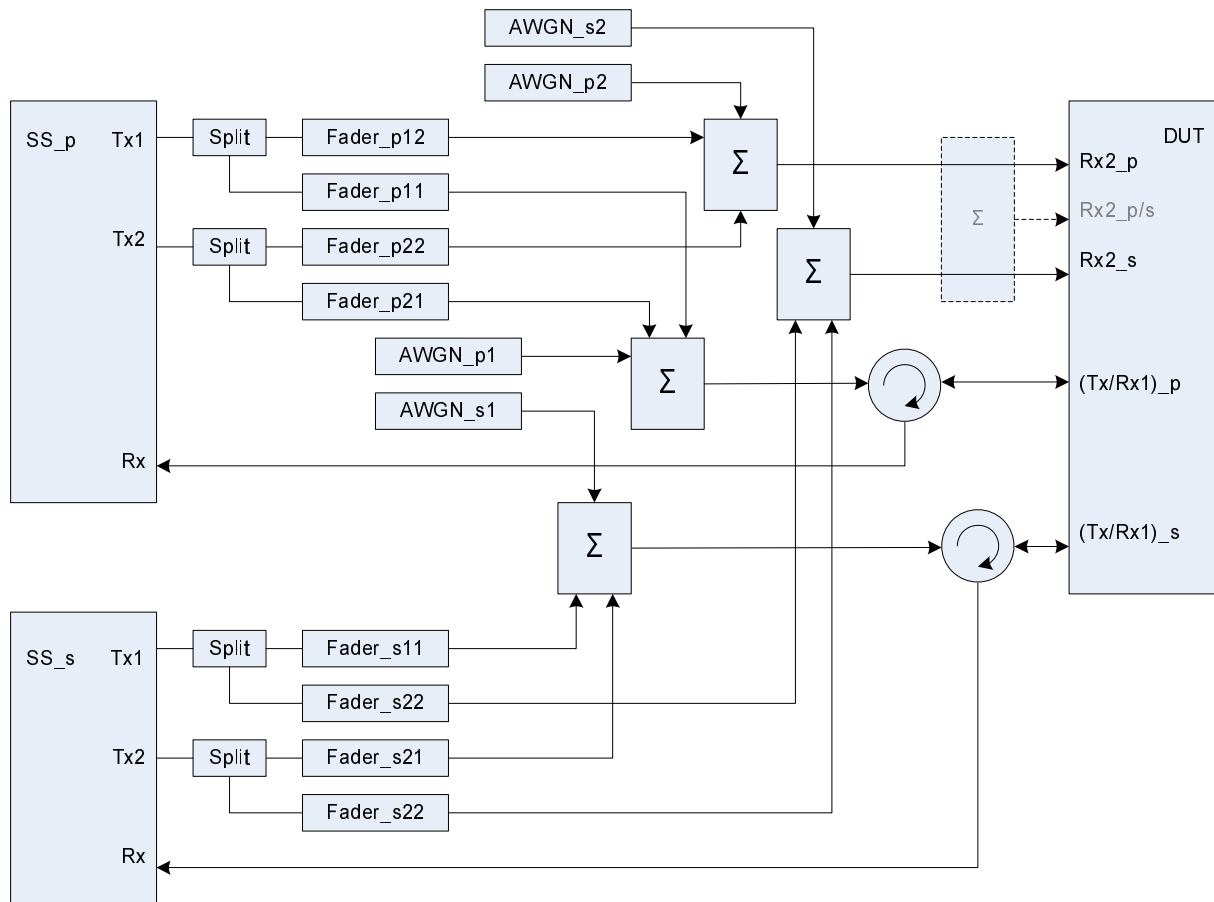 AWGN_s2
AWGN_p2
SS_p
Tx1
Split
Fader_p12
Σ
DUT
Rx2_p
Fader_p11
Σ
Rx2_p/s
Tx2
Split
Fader_p22
Σ
Rx2_s
Fader_p21
AWGN_p1
Σ
(Tx/Rx1)_p
AWGN_s1
Rx
Σ
(Tx/Rx1)_s
SS_s
Tx1
Split
Fader_s11
Fader_s22
Tx2
Split
Fader_s21
Fader_s22
Rx